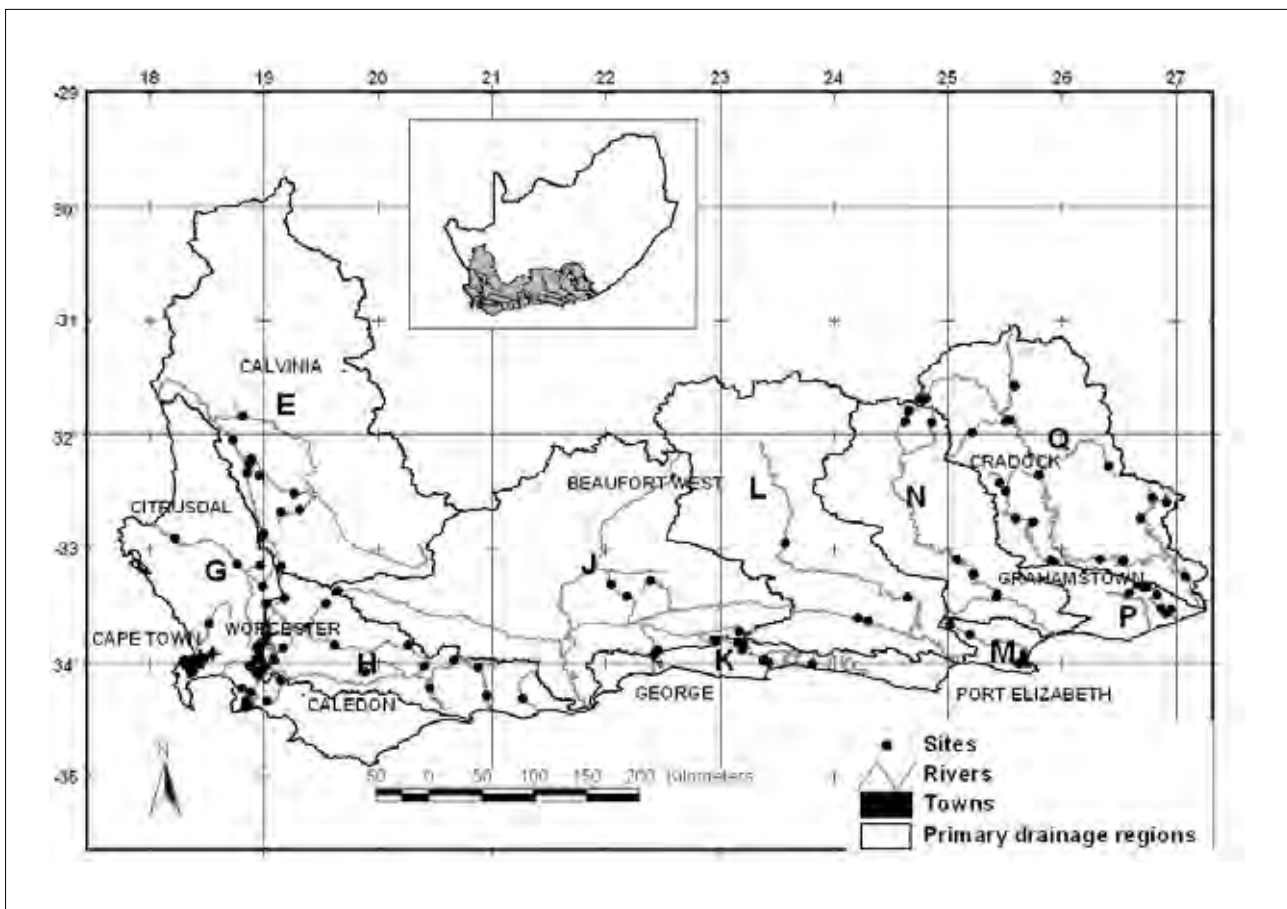 18 19 20 21 22 23 24 25 26 27
-29
-30
-31
CALVINIA
E
-32
Q
CRADOCK
BEAUFORT WEST
L
N
CITRUSDAL
-33
J
G
GRAHAMSTOWN
P
WORCESTER
CAPE TOWN
H
K
M
-34
GEORGE
PORT ELIZABETH
CALEDON
Sites
N
-35
50 0 50 100 150 200 Kilometers
Rivers
Towns
Primary drainage regions